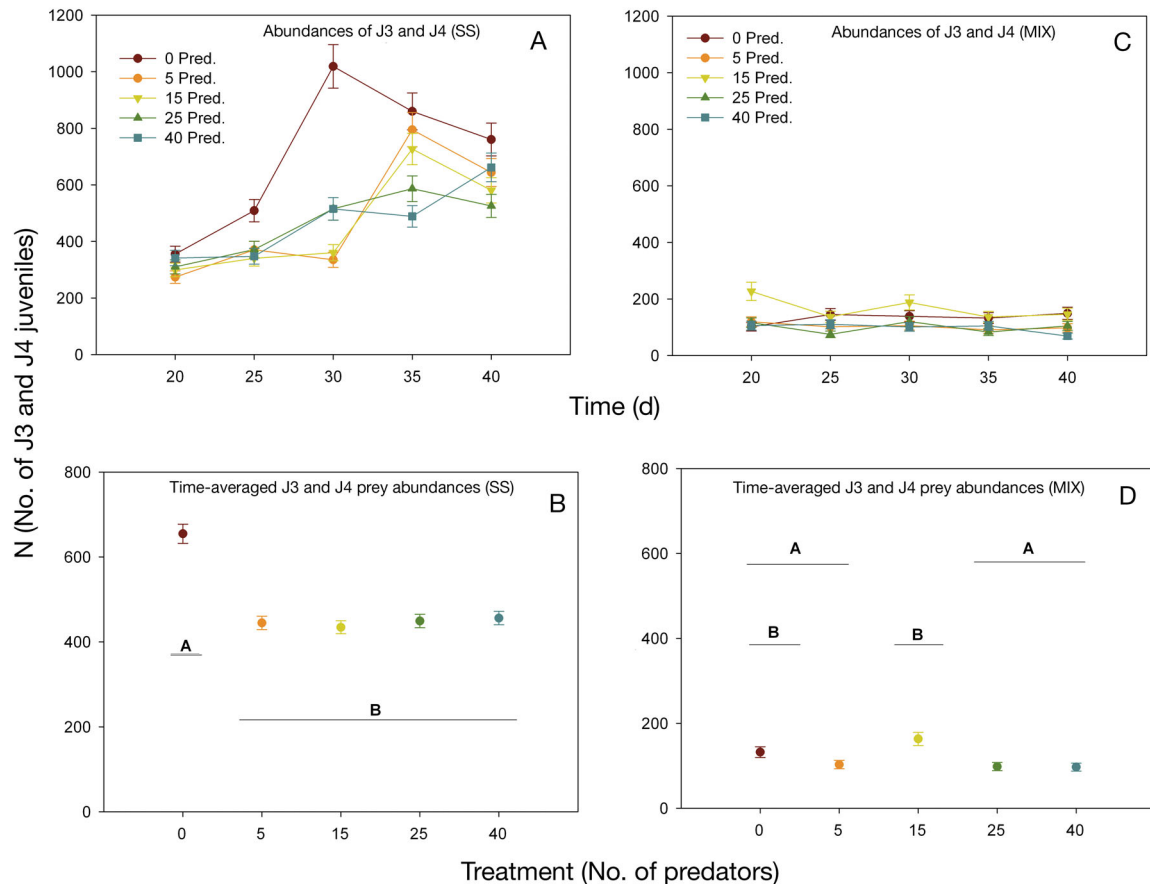 N (No. of J3 and J4 juveniles)
1200
1000
800
600
400
200
0
Abundances of J3 and J4 (SS)
A
0 Pred.
5 Pred.
15 Pred.
25 Pred.
40 Pred.
20 25 30 35 40
1200
1000
800
600
400
200
0
Abundances of J3 and J4 (MIX)
C
0 Pred.
5 Pred.
15 Pred.
25 Pred.
40 Pred.
20 25 30 35 40
Time (d)
800
600
400
200
0
Time-averaged J3 and J4 prey abundances (SS)
B
A
B
0 5 15 25 40
800
600
400
200
0
Time-averaged J3 and J4 prey abundances (MIX)
D
A A
B B
0 5 15 25 40
Treatment (No. of predators)